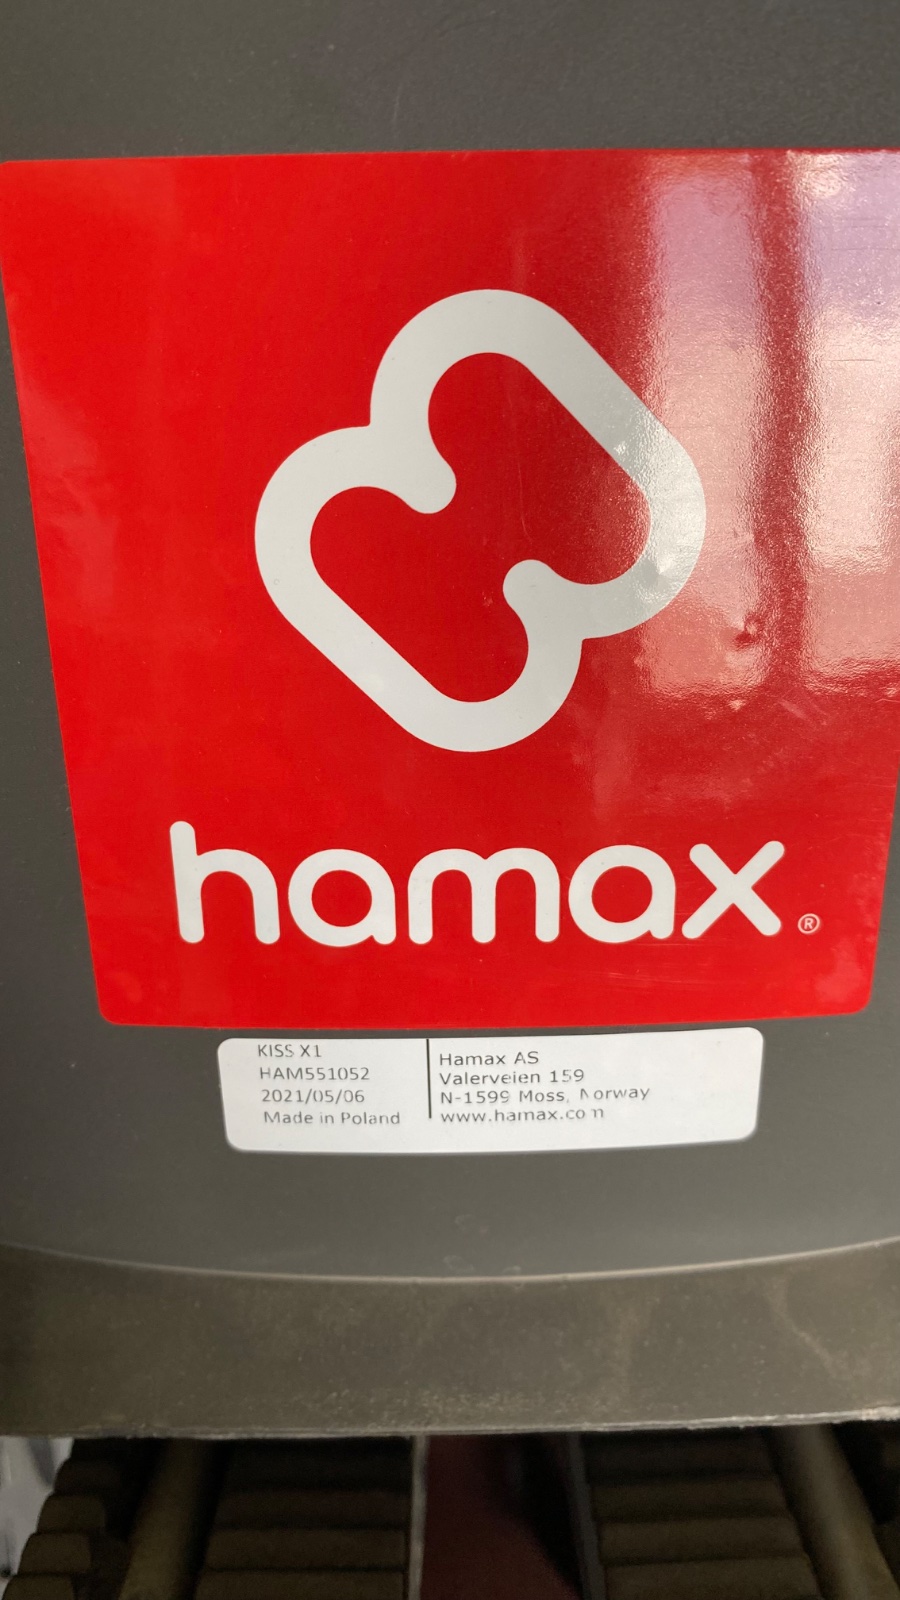 hamax®
KISS X1
HAM551052
2021/05/06
Made in Poland
Hamax AS
Valerveien 159
N-1599 Moss, Norway
www.hamax.com